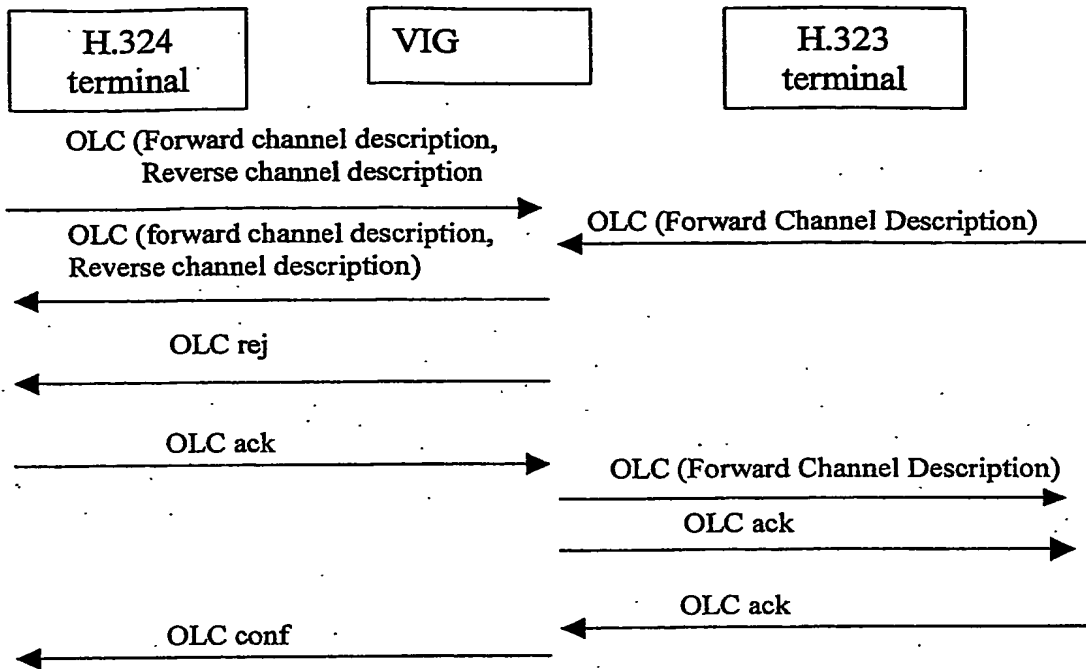 H.324
terminal
VIG
H.323
terminal
OLC (Forward channel description,
Reverse channel description
OLC (Forward Channel Description)
OLC (forward channel description,
Reverse channel description)
OLC rej
OLC ack
OLC (Forward Channel Description)
OLC ack
OLC ack
OLC conf